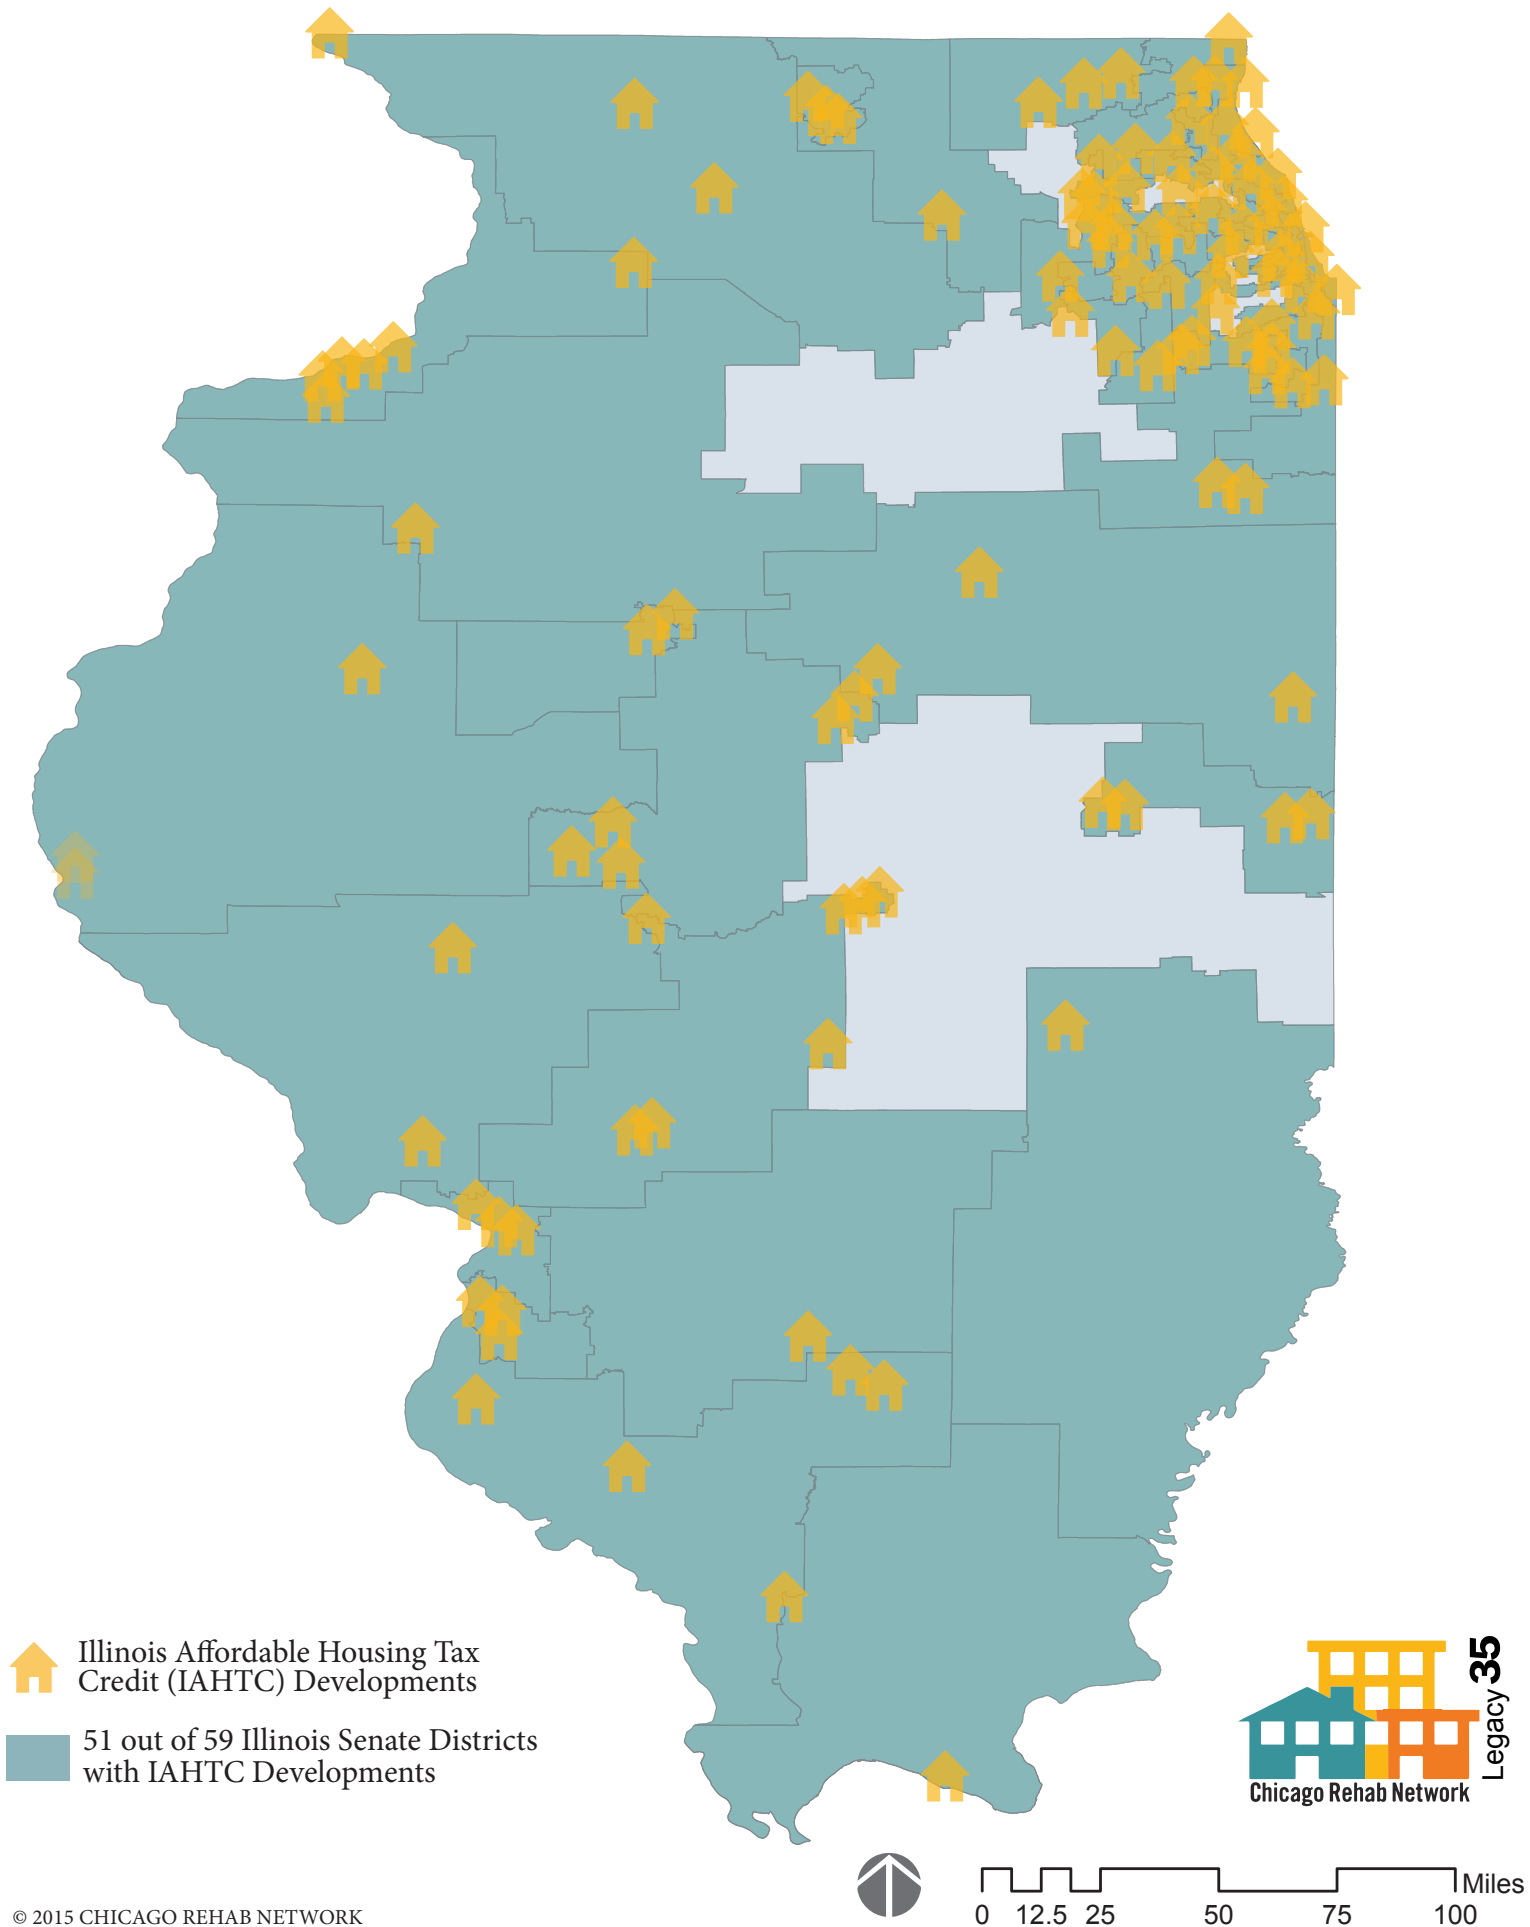 Illinois Affordable Housing Tax
Credit (IAHTC) Developments
51 out of 59 Illinois Senate Districts
with IAHTC Developments
Legacy 35
Chicago Rehab Network
Miles
0 12.5 25 50 75 100
© 2015 CHICAGO REHAB NETWORK